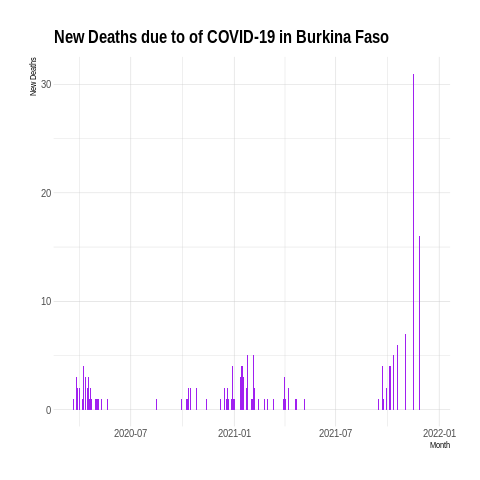 New Deaths due to of COVID-19 in Burkina Faso
New Deaths
30
20
10
0
2020-07
2021-01
2021-07
2022-01
Month